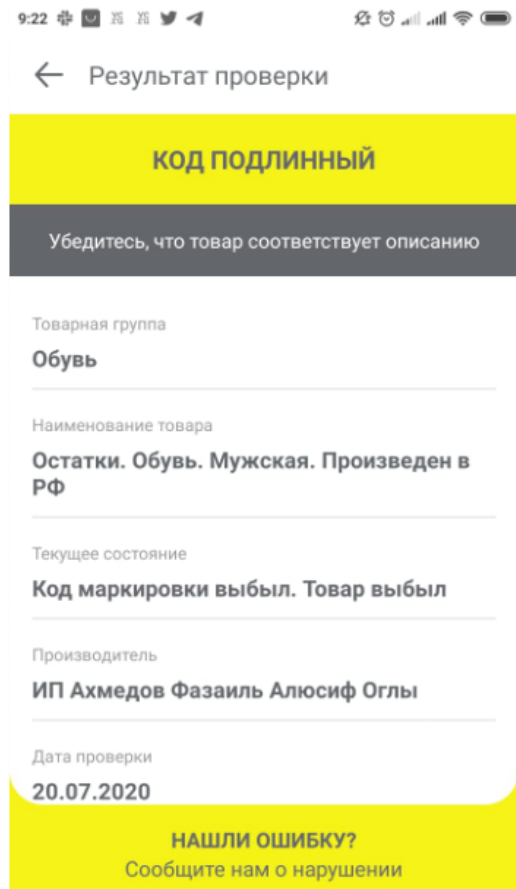 9:22
Результат проверки
КОД ПОДЛИННЫЙ
Убедитесь, что товар соответствует описанию
Товарная группа
Обувь
Наименование товара
Остатки. Обувь. Мужская. Произведен в
РФ
Текущее состояние
Код маркировки выбыл. Товар выбыл
Производитель
ИП Ахмедов Фазаиль Алюсиф Оглы
Дата проверки
20.07.2020
НАШЛИ ОШИБКУ?
Сообщите нам о нарушении